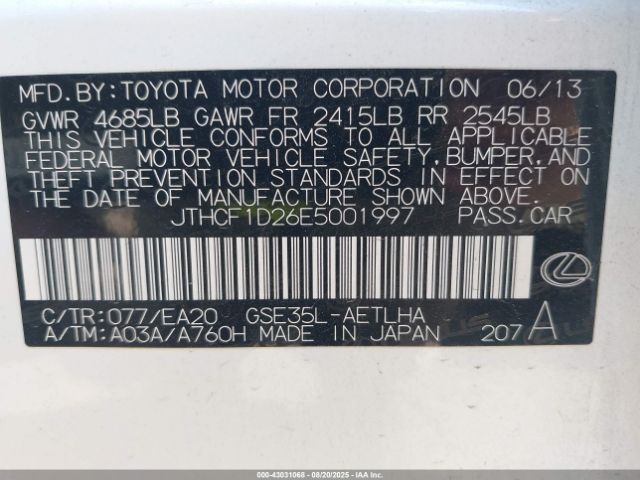 MFD.BY:TOYOTA MOTOR CORPORATION 06/13
GVWR 4685LB GAWR FR 2415LB RR 2545LB
THIS VEHICLE CONFORMS TO ALL APPLICABLE
FEDERAL MOTOR VEHICLE SAFETY,BUMPER,AND
THEFT PREVENTION STANDARDS IN EFFECT ON
THE DATE OF MANUFACTURE SHOWN ABOVE.
JTHCF1D26E5001997 PASS.CAR
C/TR:077/EA20 GSE35L-AETLHA
A/TM:A03A/A760H MADE IN JAPAN 207A
000-43031068 - 08/20/2025 - IAA, LLC